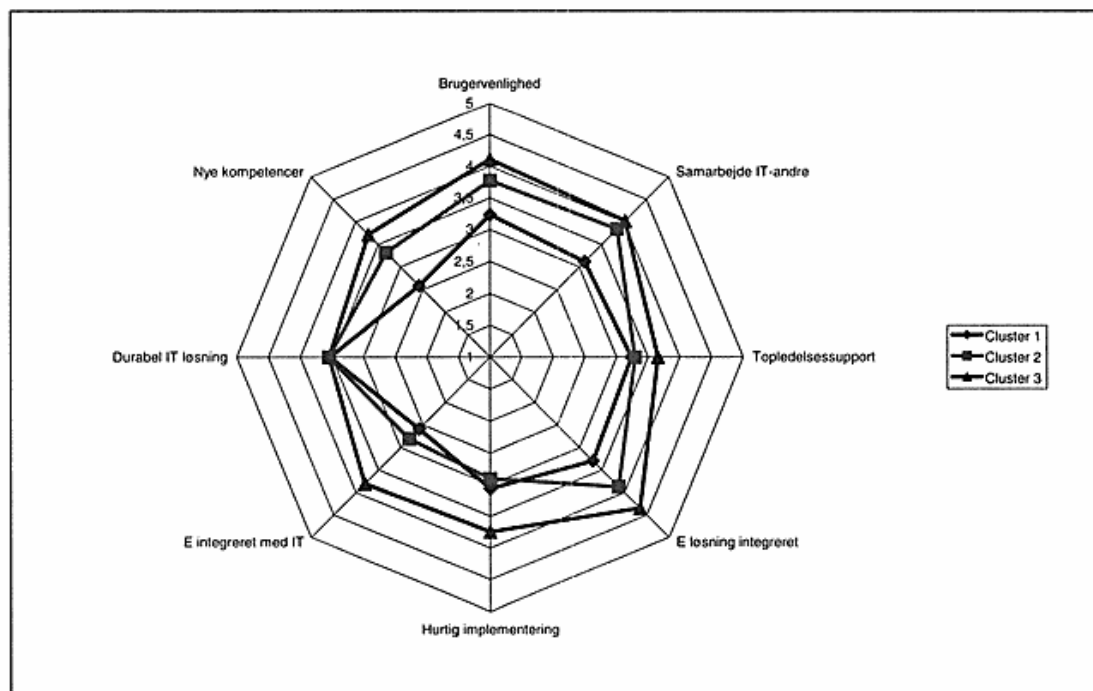 Brugervenlighed
5
4,5
4
3,5
3
2,5
2
1,5
1
Nye kompetencer
Samarbejde IT-andre
Durabel IT løsning
Topledelsessupport
Cluster 1
Cluster 2
Cluster 3
E integreret med IT
E løsning integreret
Hurtig implementering